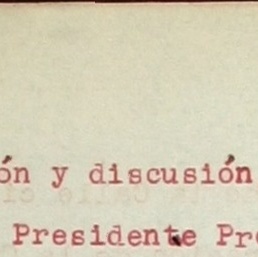 ón y discusión
Presidente Pr